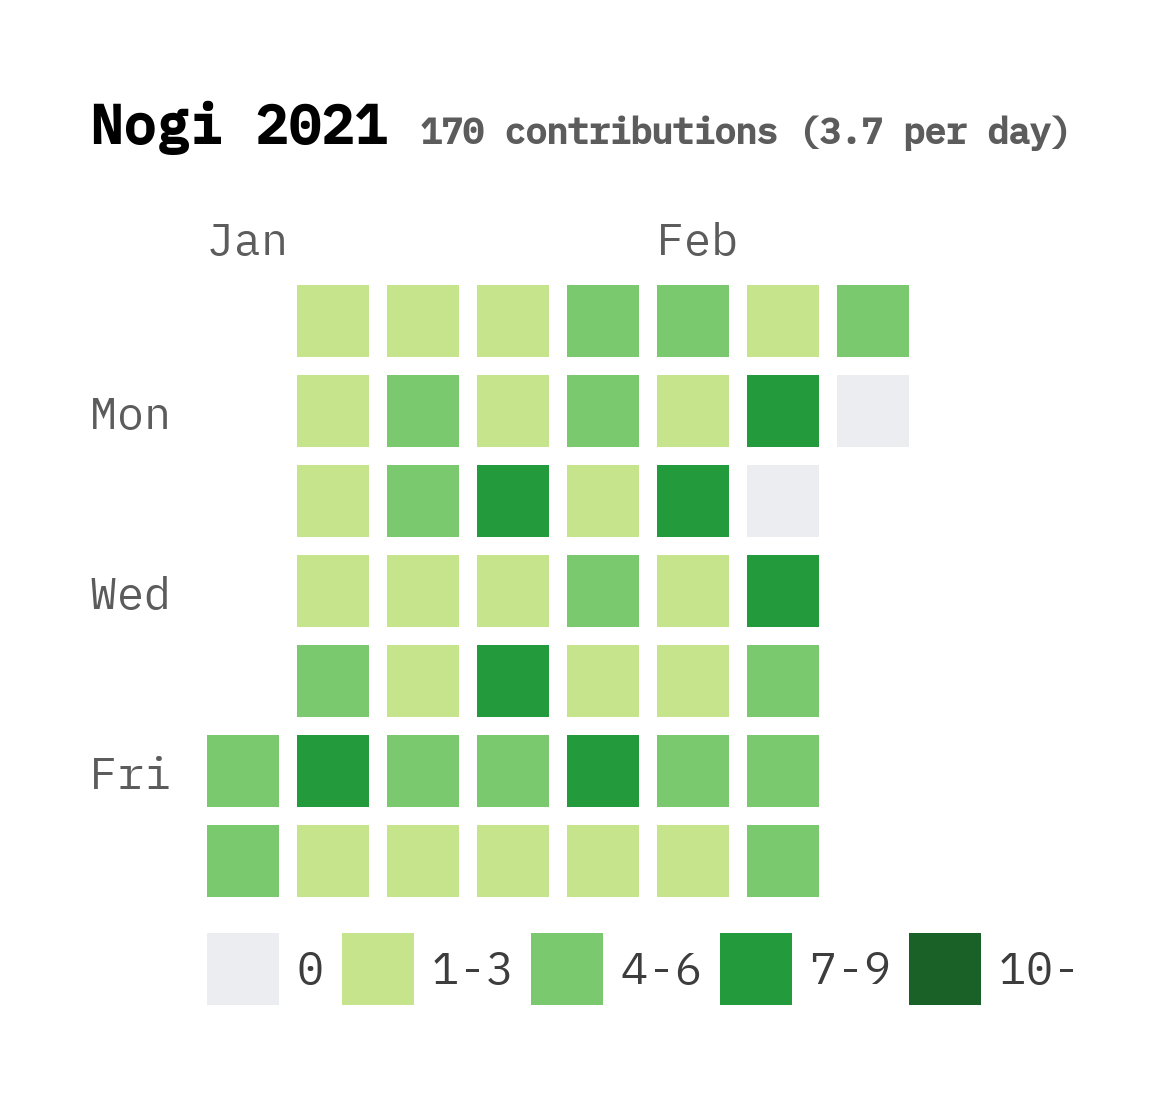 Nogi 2021 170 contributions (3.7 per day)
Jan Feb
Mon
Wed
Fri
0 1-3 4-6 7-9 10-